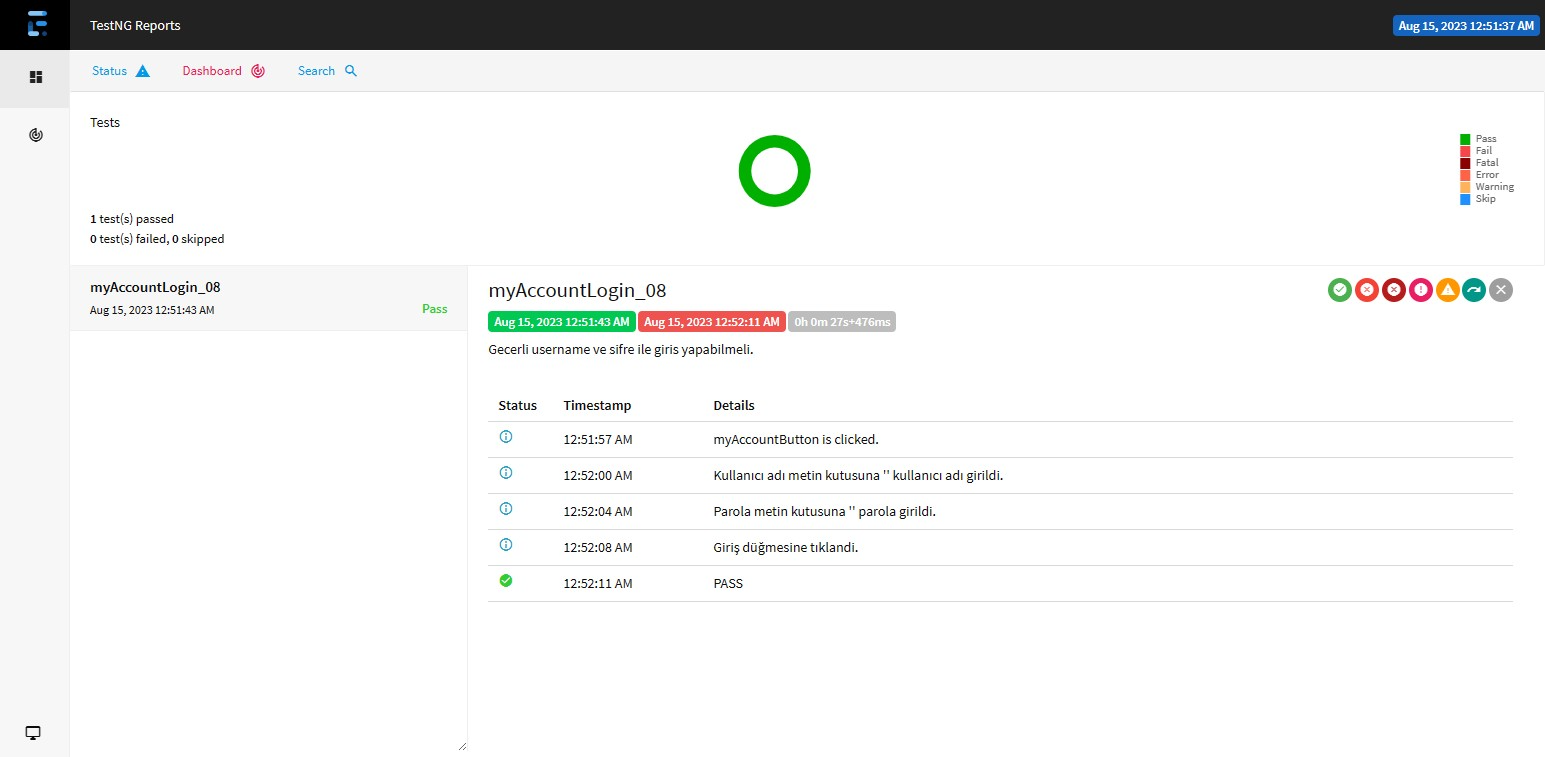 TestNG Reports
Aug 15, 2023 12:51:37 AM
Status
Dashboard
Search
Tests
Pass
Fail
Fatal
Error
Warning
Skip
1 test(s) passed
0 test(s) failed, 0 skipped
myAccountLogin_08
Aug 15, 2023 12:51:43 AM
Pass
myAccountLogin_08
Aug 15, 2023 12:51:43 AM Aug 15, 2023 12:52:11 AM 0h 0m 27s+476ms
Gecerli username ve sifre ile giris yapabilmeli.
Status Timestamp Details
12:51:57 AM myAccountButton is clicked.
12:52:00 AM Kullanıcı adı metin kutusuna '' kullanıcı adı girildi.
12:52:04 AM Parola metin kutusuna '' parola girildi.
12:52:08 AM Giriş düğmesine tıklandi.
12:52:11 AM PASS